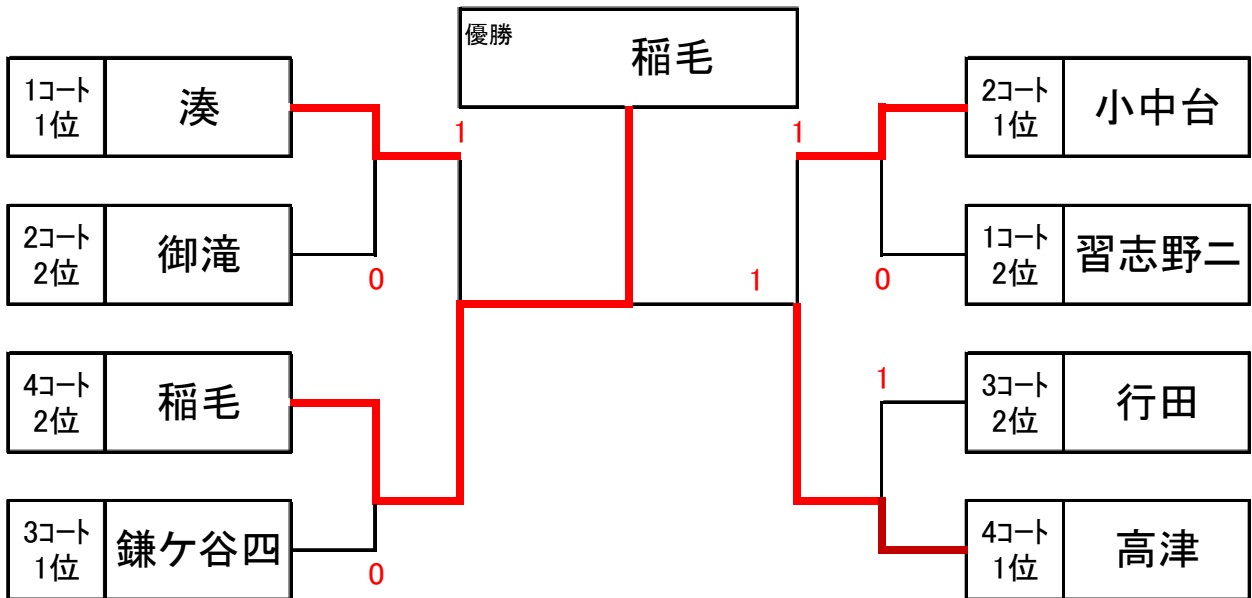 優勝
稲毛
1コート
1位
湊
2コート
1位
小中台
1
1
2コート
2位
御滝
1コート
2位
習志野二
0
1
0
4コート
2位
稲毛
1
3コート
2位
行田
3コート
1位
鎌ケ谷四
4コート
1位
高津
0